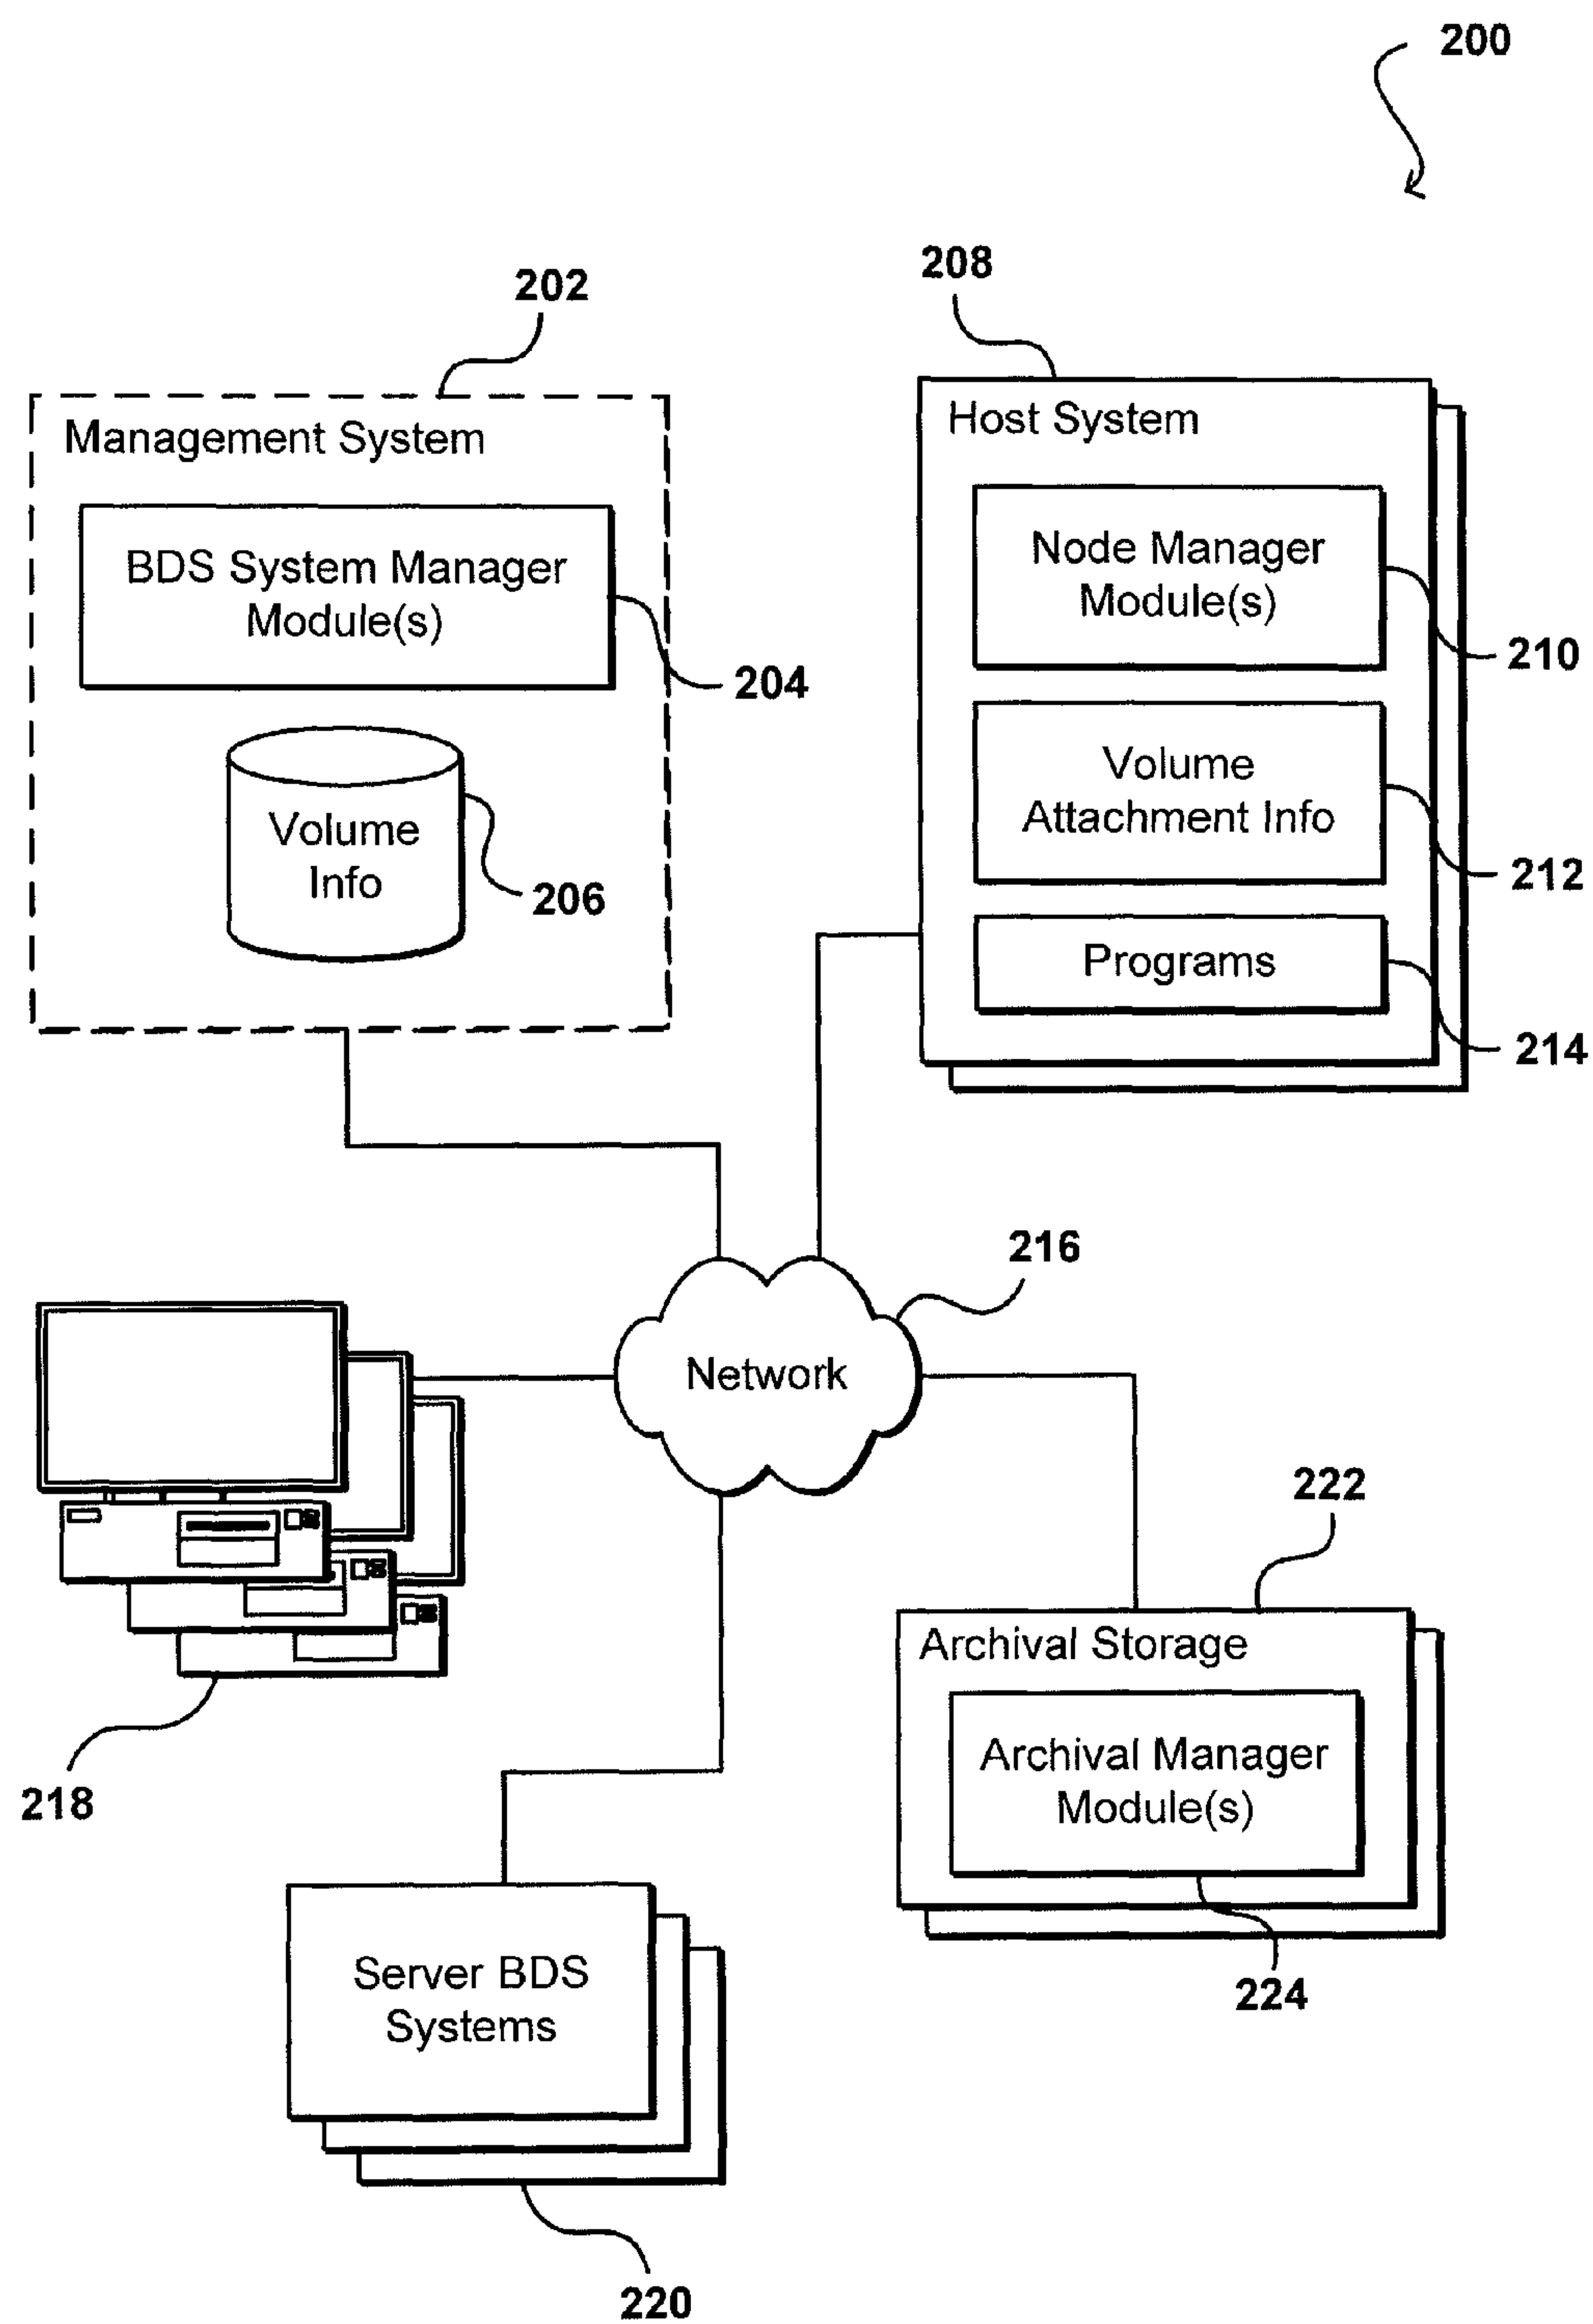 200
208
202
Host System
Management System
Node Manager
Module(s)
BDS System Manager
Module(s)
210
204
Volume
Attachment Info
Volume
Info
212
206
Programs
214
216
Network
222
Archival Storage
Archival Manager
Module(s)
218
Server BDS
Systems
224
220